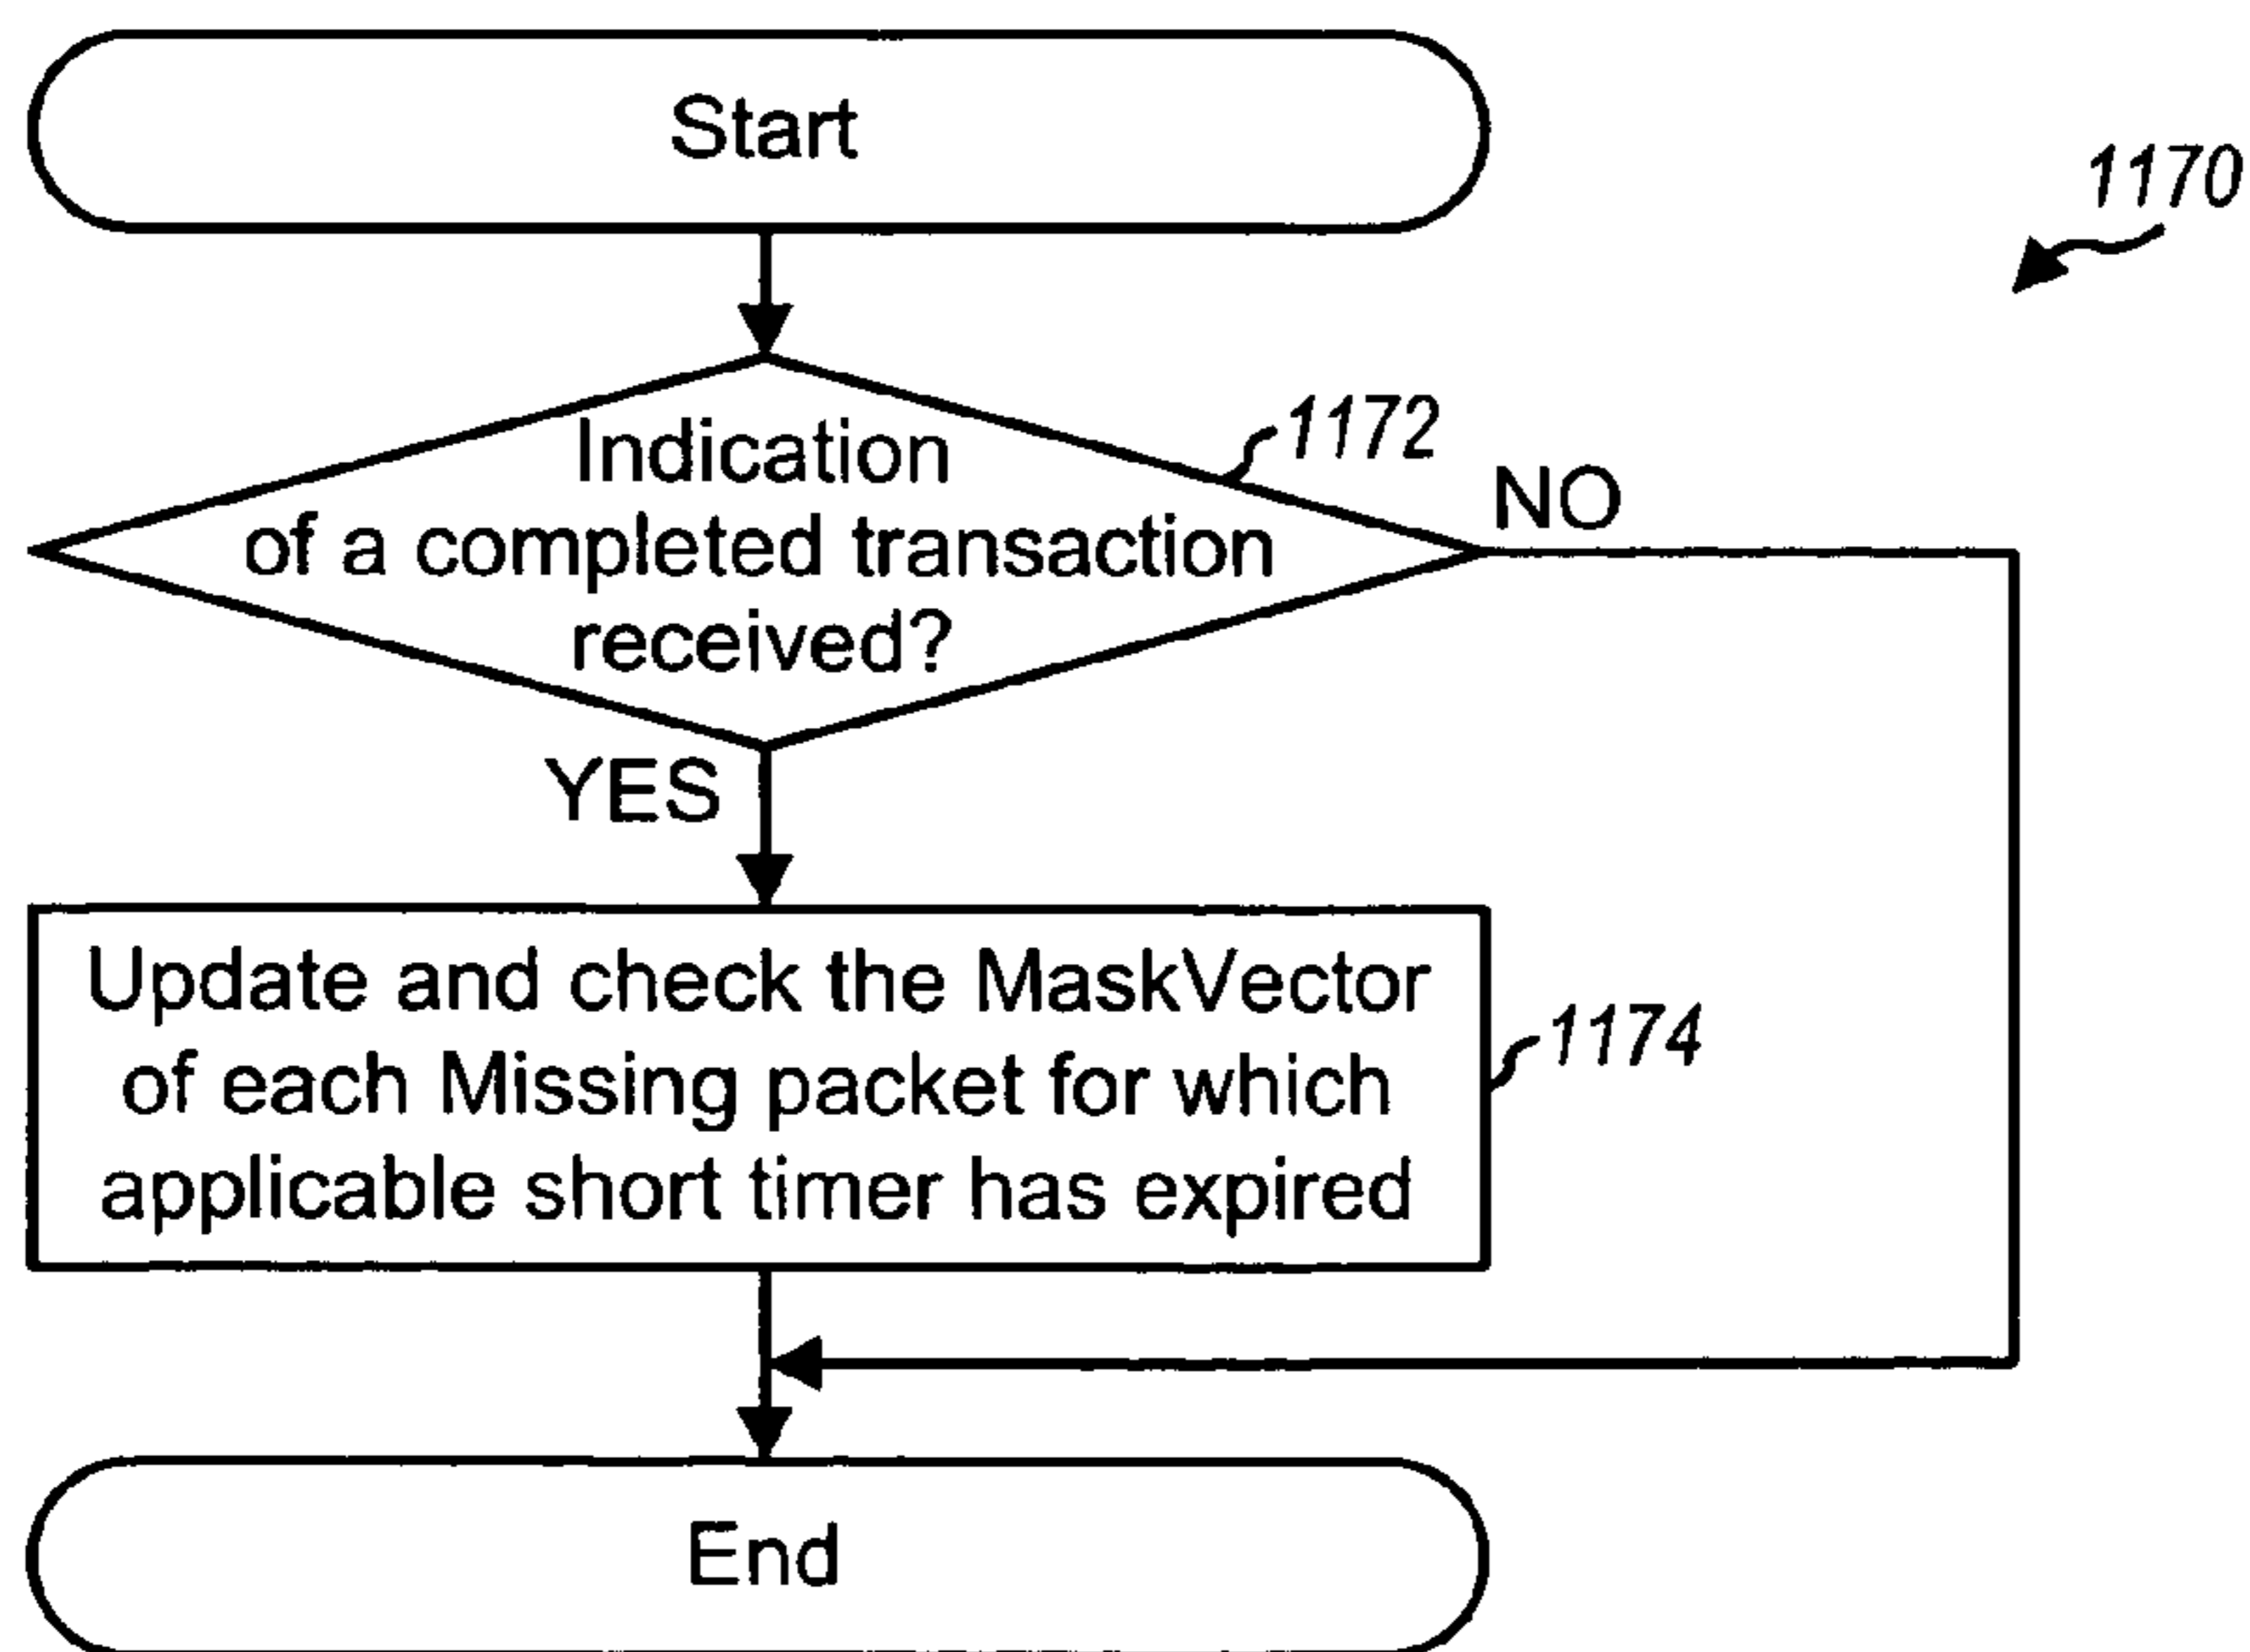 Start
1170
Indication
of a completed transaction
received?
1172
NO
YES
Update and check the MaskVector
of each Missing packet for which
applicable short timer has expired
1174
End